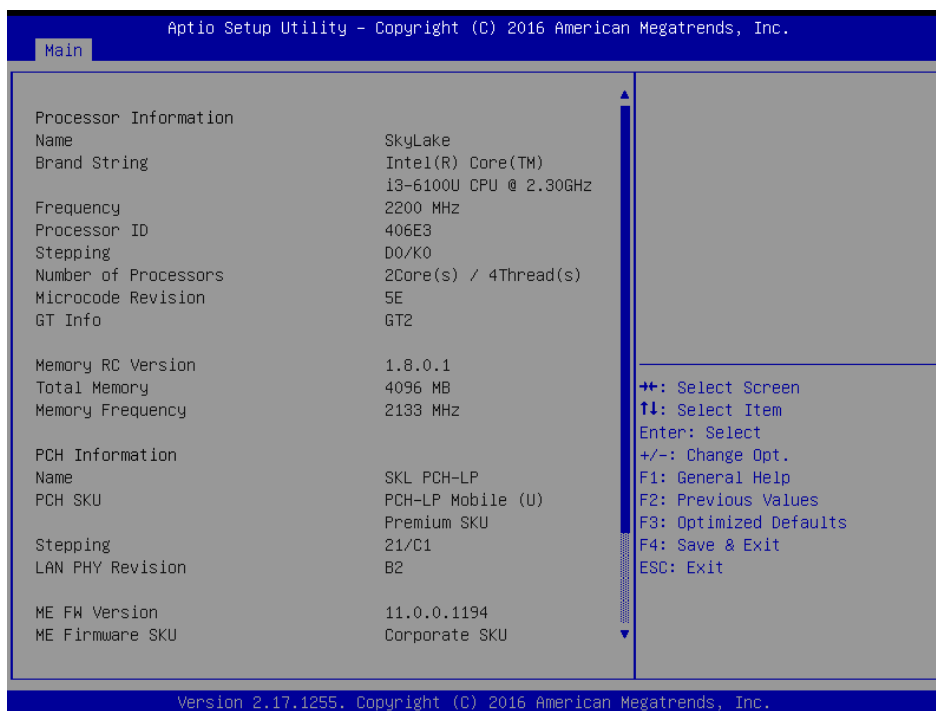 Aptio Setup Utility – Copyright (C) 2016 American Megatrends, Inc.
Main
Processor Information
Name SkyLake
Brand String Intel(R) Core(TM)
i3-6100U CPU @ 2.30GHz
Frequency 2200 MHz
Processor ID 406E3
Stepping D0/K0
Number of Processors 2Core(s) / 4Thread(s)
Microcode Revision 5E
GT Info GT2
Memory RC Version 1.8.0.1
Total Memory 4096 MB
Memory Frequency 2133 MHz
PCH Information
Name SKL PCH-LP
PCH SKU PCH-LP Mobile (U)
Premium SKU
Stepping 21/C1
LAN PHY Revision B2
ME FW Version 11.0.0.1194
ME Firmware SKU Corporate SKU
→←: Select Screen
↑↓: Select Item
Enter: Select
+/-: Change Opt.
F1: General Help
F2: Previous Values
F3: Optimized Defaults
F4: Save & Exit
ESC: Exit
Version 2.17.1255. Copyright (C) 2016 American Megatrends, Inc.